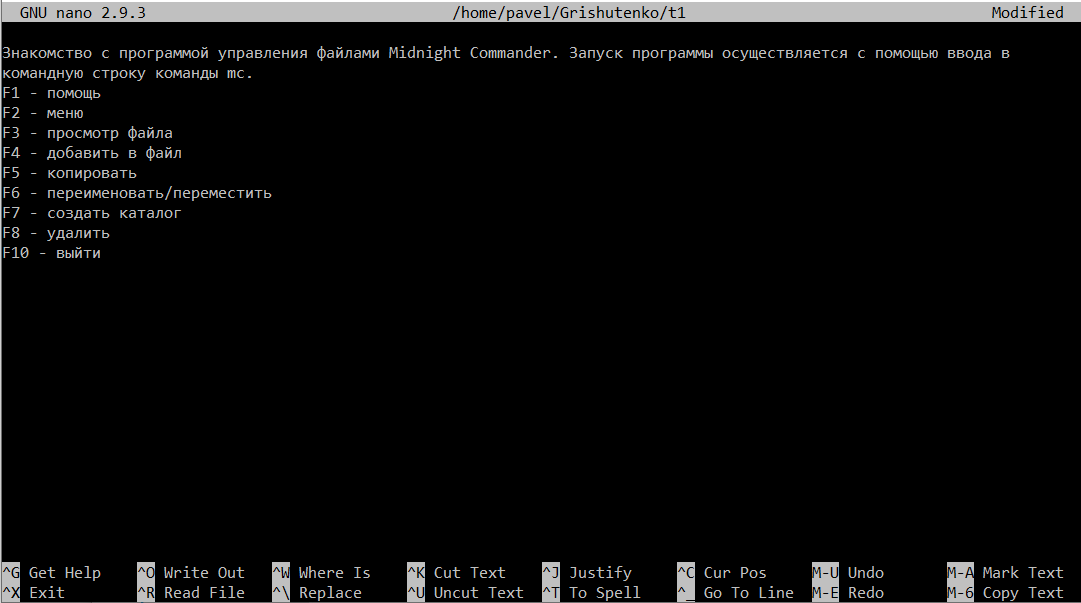 GNU nano 2.9.3 /home/pavel/Grishutenko/t1 Modified
Знакомство с программой управления файлами Midnight Commander. Запуск программы осуществляется с помощью ввода в
командную строку команды mc.
F1 - помощь
F2 - меню
F3 - просмотр файла
F4 - добавить в файл
F5 - копировать
F6 - переименовать/переместить
F7 - создать каталог
F8 - удалить
F10 - выйти
^G Get Help ^O Write Out ^W Where Is ^K Cut Text ^J Justify ^C Cur Pos M-U Undo M-A Mark Text
^X Exit ^R Read File ^\ Replace ^U Uncut Text ^T To Spell ^_ Go To Line M-E Redo M-6 Copy Text